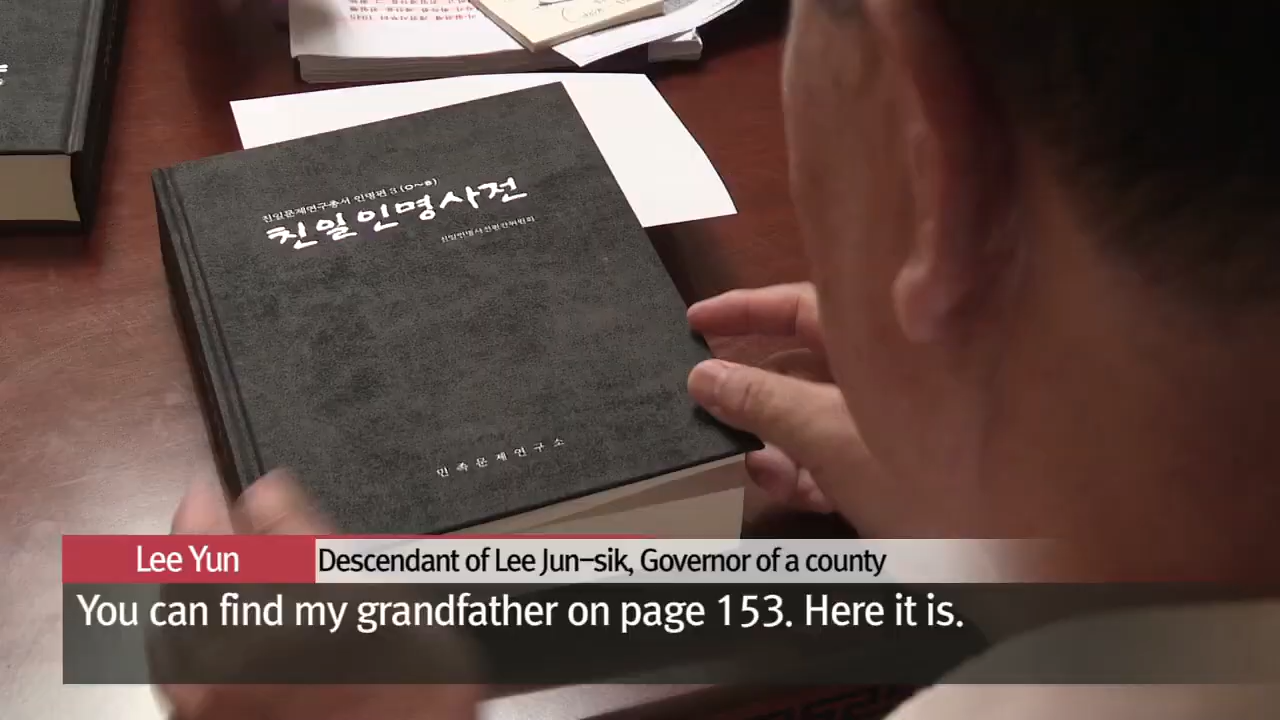 친일문제연구총서 인명편 3 (ㅇ~ㅎ)
친일인명사전
친일인명사전편찬위원회
민족문제연구소
Lee Yun
Descendant of Lee Jun-sik, Governor of a county
You can find my grandfather on page 153. Here it is.